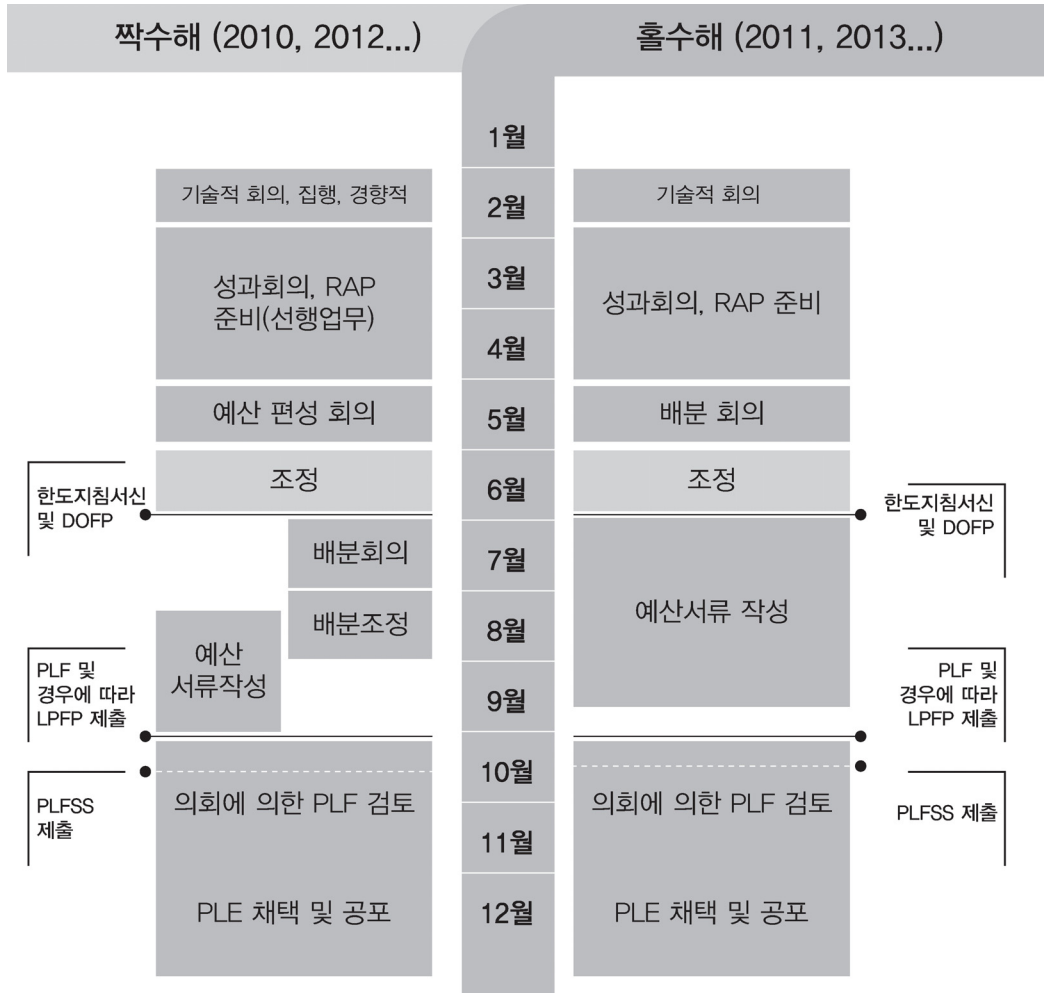 짝수해 (2010, 2012...)
홀수해 (2011, 2013...)
1월
2월
3월
4월
5월
6월
7월
8월
9월
10월
11월
12월
기술적 회의, 집행, 경향적
성과회의, RAP
준비(선행업무)
예산 편성 회의
조정
한도지침서신
및 DOFP
배분회의
배분조정
예산
서류작성
PLF 및
경우에 따라
LPFP 제출
PLFSS
제출
의회에 의한 PLF 검토
PLE 채택 및 공포
기술적 회의
성과회의, RAP 준비
배분 회의
조정
한도지침서신
및 DOFP
예산서류 작성
PLF 및
경우에 따라
LPFP 제출
PLFSS 제출
의회에 의한 PLF 검토
PLE 채택 및 공포